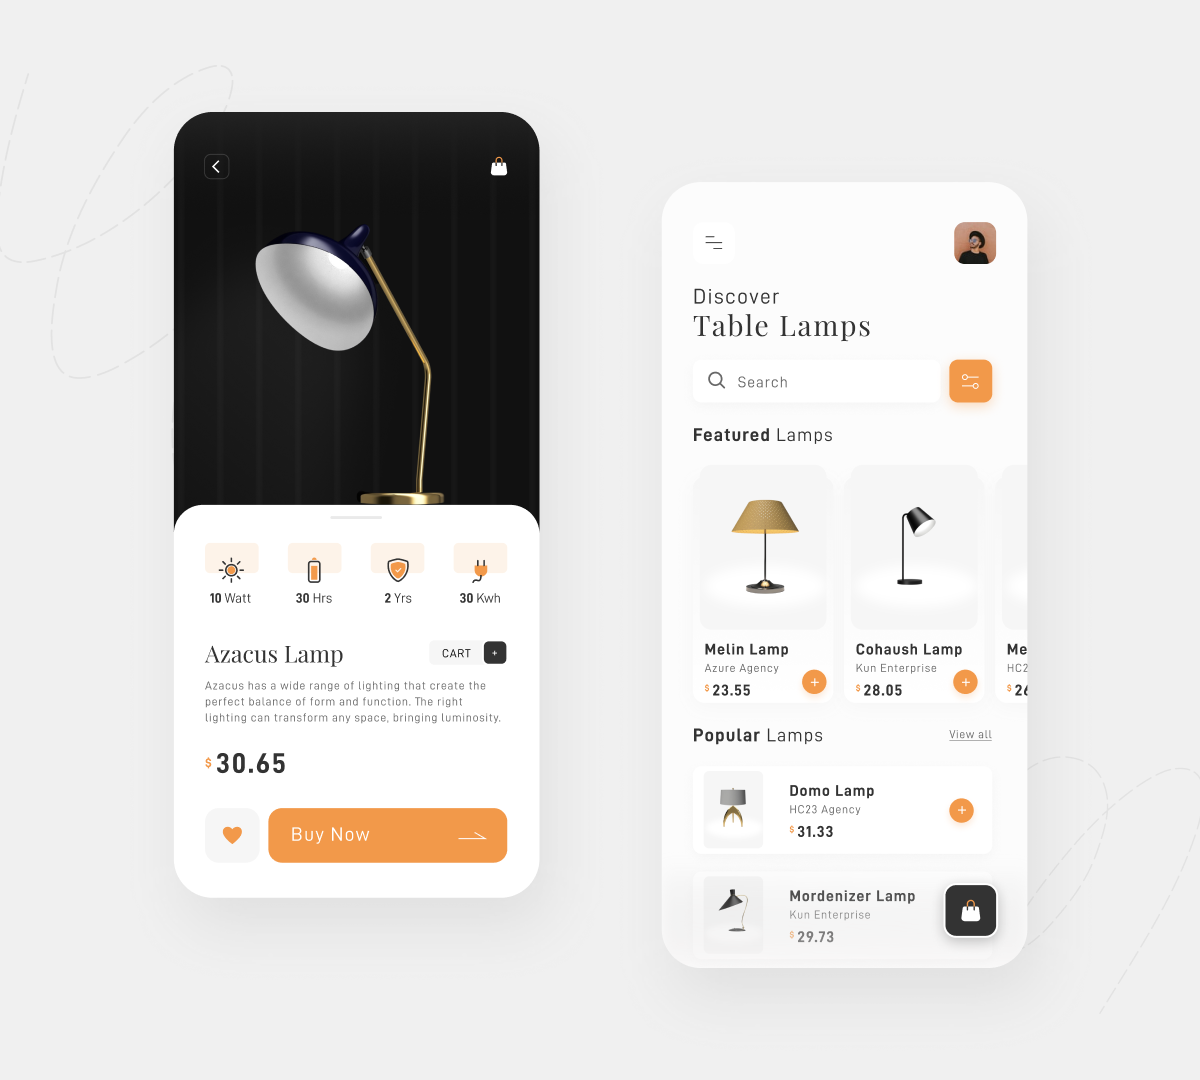 10 Watt
30 Hrs
2 Yrs
30 Kwh
Azacus Lamp
CART +
Azacus has a wide range of lighting that create the
perfect balance of form and function. The right
lighting can transform any space, bringing luminosity.
$ 30.65
Buy Now
Discover
Table Lamps
Search
Featured Lamps
Melin Lamp
Azure Agency
$ 23.55
+
Cohaush Lamp
Kun Enterprise
$ 28.05
+
Me
HC2
$ 26
Popular Lamps
View all
Domo Lamp
HC23 Agency
$ 31.33
+
Mordenizer Lamp
Kun Enterprise
$ 29.73